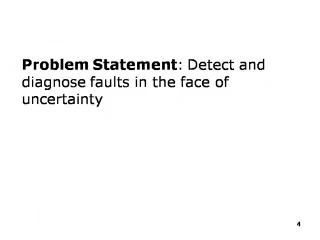 Problem Statement: Detect and
diagnose faults in the face of
uncertainty
4